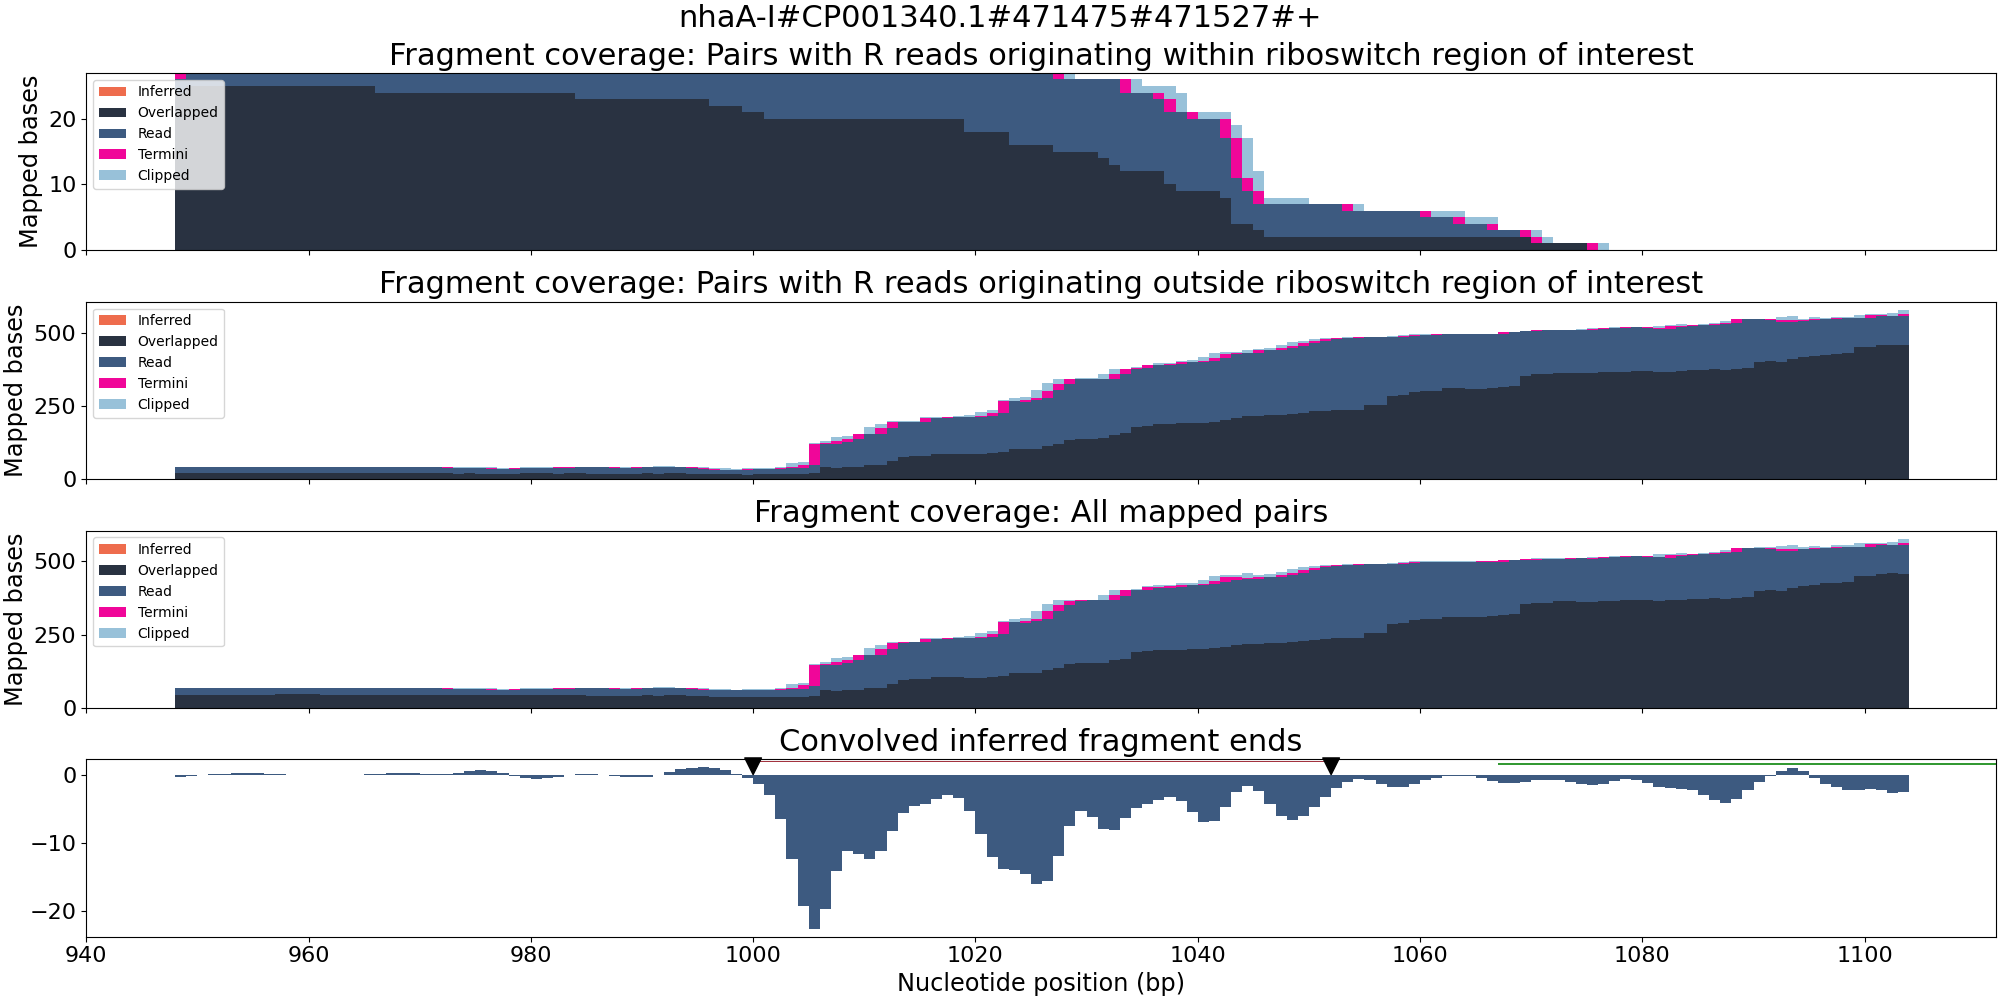 nhaA-I#CP001340.1#471475#471527#+
Fragment coverage: Pairs with R reads originating within riboswitch region of interest
Mapped bases
20
10
0
Inferred
Overlapped
Read
Termini
Clipped
Fragment coverage: Pairs with R reads originating outside riboswitch region of interest
Mapped bases
500
250
0
Inferred
Overlapped
Read
Termini
Clipped
Fragment coverage: All mapped pairs
Mapped bases
500
250
0
Inferred
Overlapped
Read
Termini
Clipped
Convolved inferred fragment ends
0
−10
−20
940 960 980 1000 1020 1040 1060 1080 1100
Nucleotide position (bp)